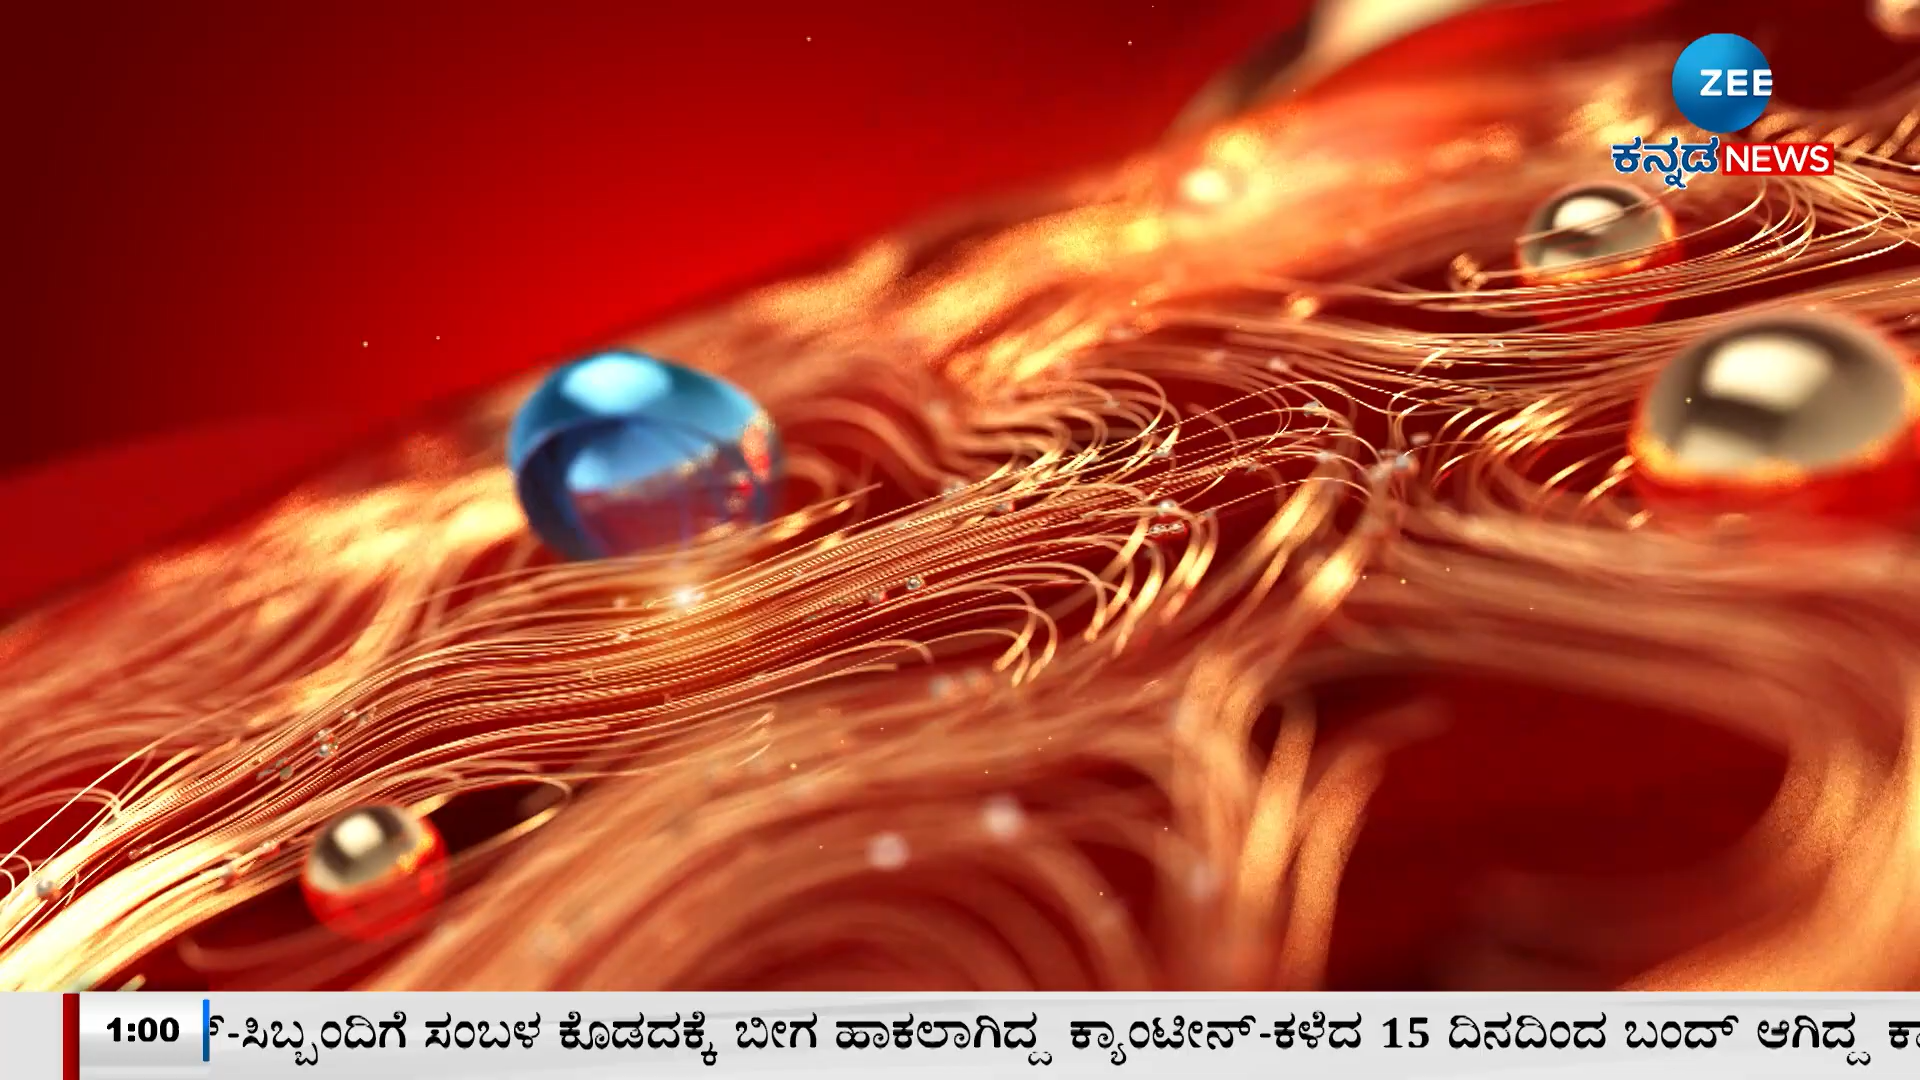 ZEE
ಕನ್ನಡ NEWS
1:00 -ಸಿಬ್ಬಂದಿಗೆ ಸಂಬಳ ಕೊಡದಕ್ಕೆ ಬೀಗ ಹಾಕಲಾಗಿದ್ದ ಕ್ಯಾಂಟೀನ್-ಕಳೆದ 15 ದಿನದಿಂದ ಬಂದ್ ಆಗಿದ್ದ